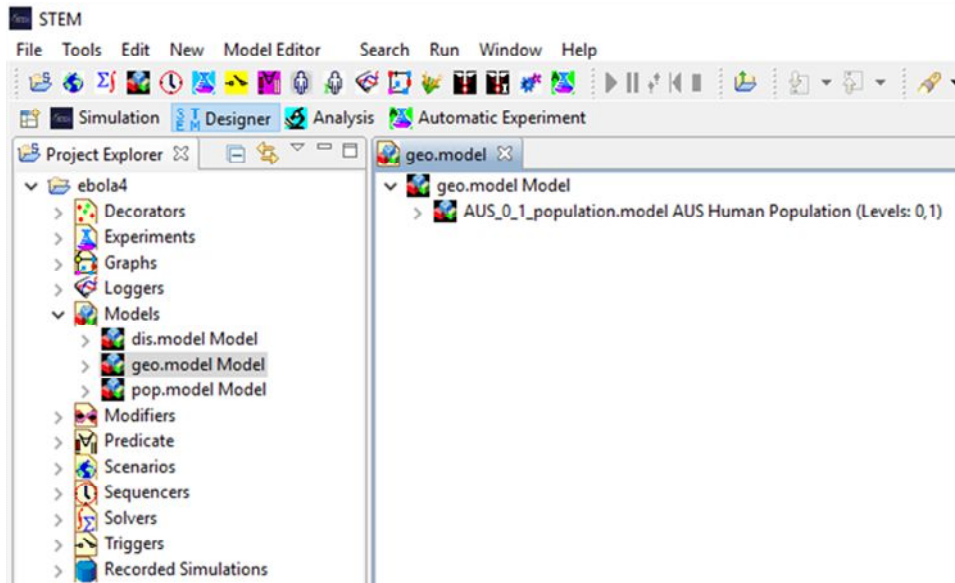 STEM
File Tools Edit New Model Editor Search Run Window Help
Simulation Designer Analysis Automatic Experiment
Project Explorer geo.model
ebola4
Decorators
Experiments
Graphs
Loggers
Models
dis.model Model
geo.model Model
pop.model Model
Modifiers
Predicate
Scenarios
Sequencers
Solvers
Triggers
Recorded Simulations
geo.model Model
AUS_0_1_population.model AUS Human Population (Levels: 0,1)